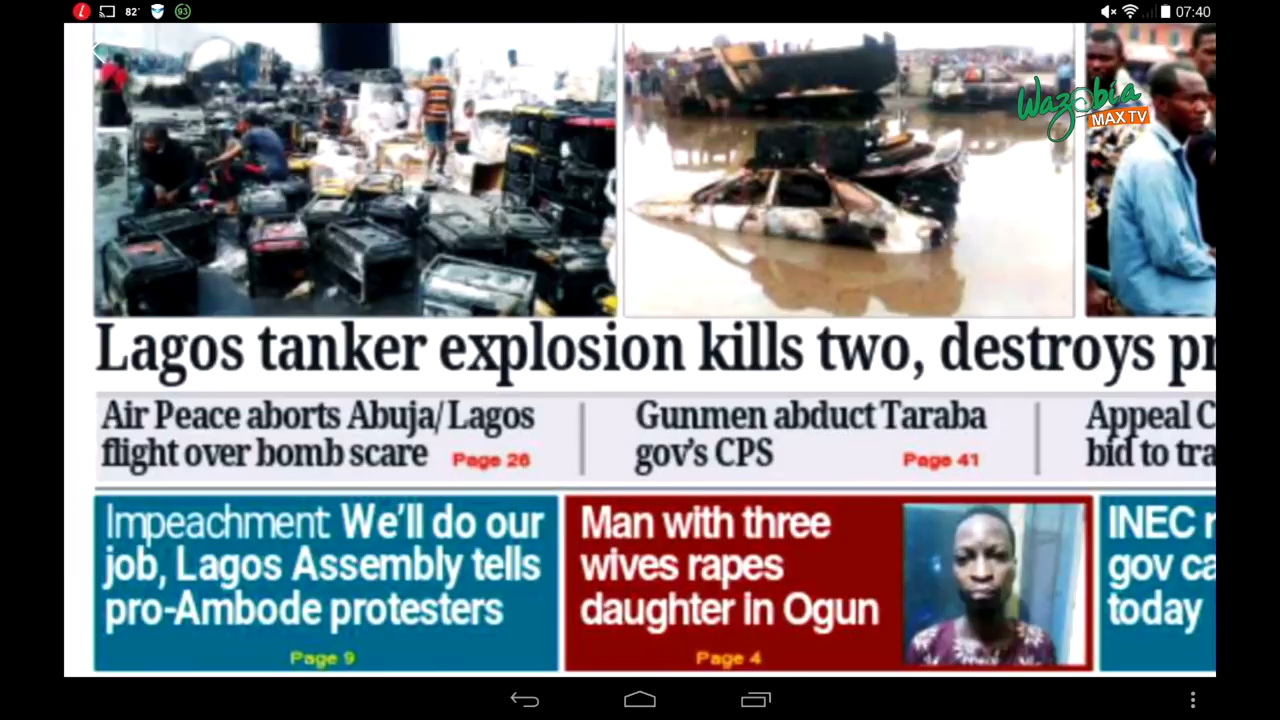 82°
93
07:40
Wazobia
MAX TV
Lagos tanker explosion kills two, destroys pr
Air Peace aborts Abuja/Lagos
flight over bomb scare Page 26
Gunmen abduct Taraba
gov's CPS Page 41
Appeal C
bid to tra
Impeachment: We'll do our
job, Lagos Assembly tells
pro-Ambode protesters
Page 9
Man with three
wives rapes
daughter in Ogun
Page 4
INEC r
gov ca
today